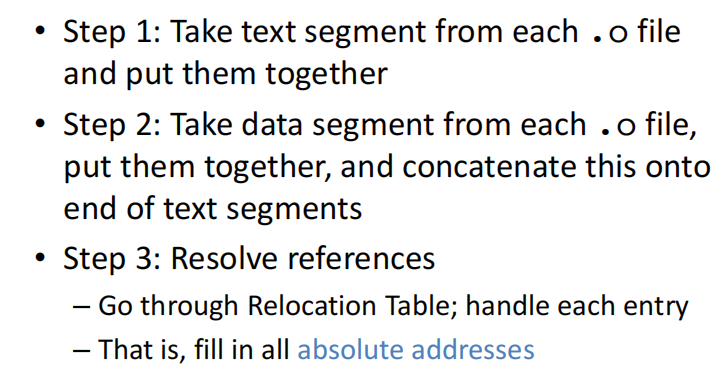 • Step 1: Take text segment from each .o file
and put them together
• Step 2: Take data segment from each .o file,
put them together, and concatenate this onto
end of text segments
• Step 3: Resolve references
– Go through Relocation Table; handle each entry
– That is, fill in all absolute addresses